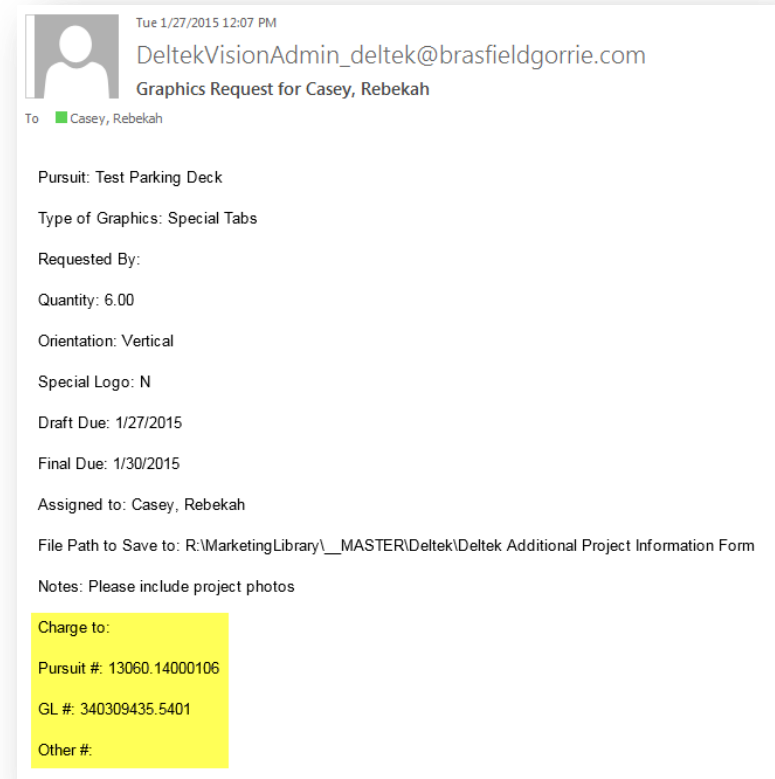 Tue 1/27/2015 12:07 PM
DeltekVisionAdmin_deltek@brasfieldgorrie.com
Graphics Request for Casey, Rebekah
To Casey, Rebekah
Pursuit: Test Parking Deck
Type of Graphics: Special Tabs
Requested By:
Quantity: 6.00
Orientation: Vertical
Special Logo: N
Draft Due: 1/27/2015
Final Due: 1/30/2015
Assigned to: Casey, Rebekah
File Path to Save to: R:\MarketingLibrary\__MASTER\Deltek\Deltek Additional Project Information Form
Notes: Please include project photos
Charge to:
Pursuit #: 13060.14000106
GL #: 340309435.5401
Other #: